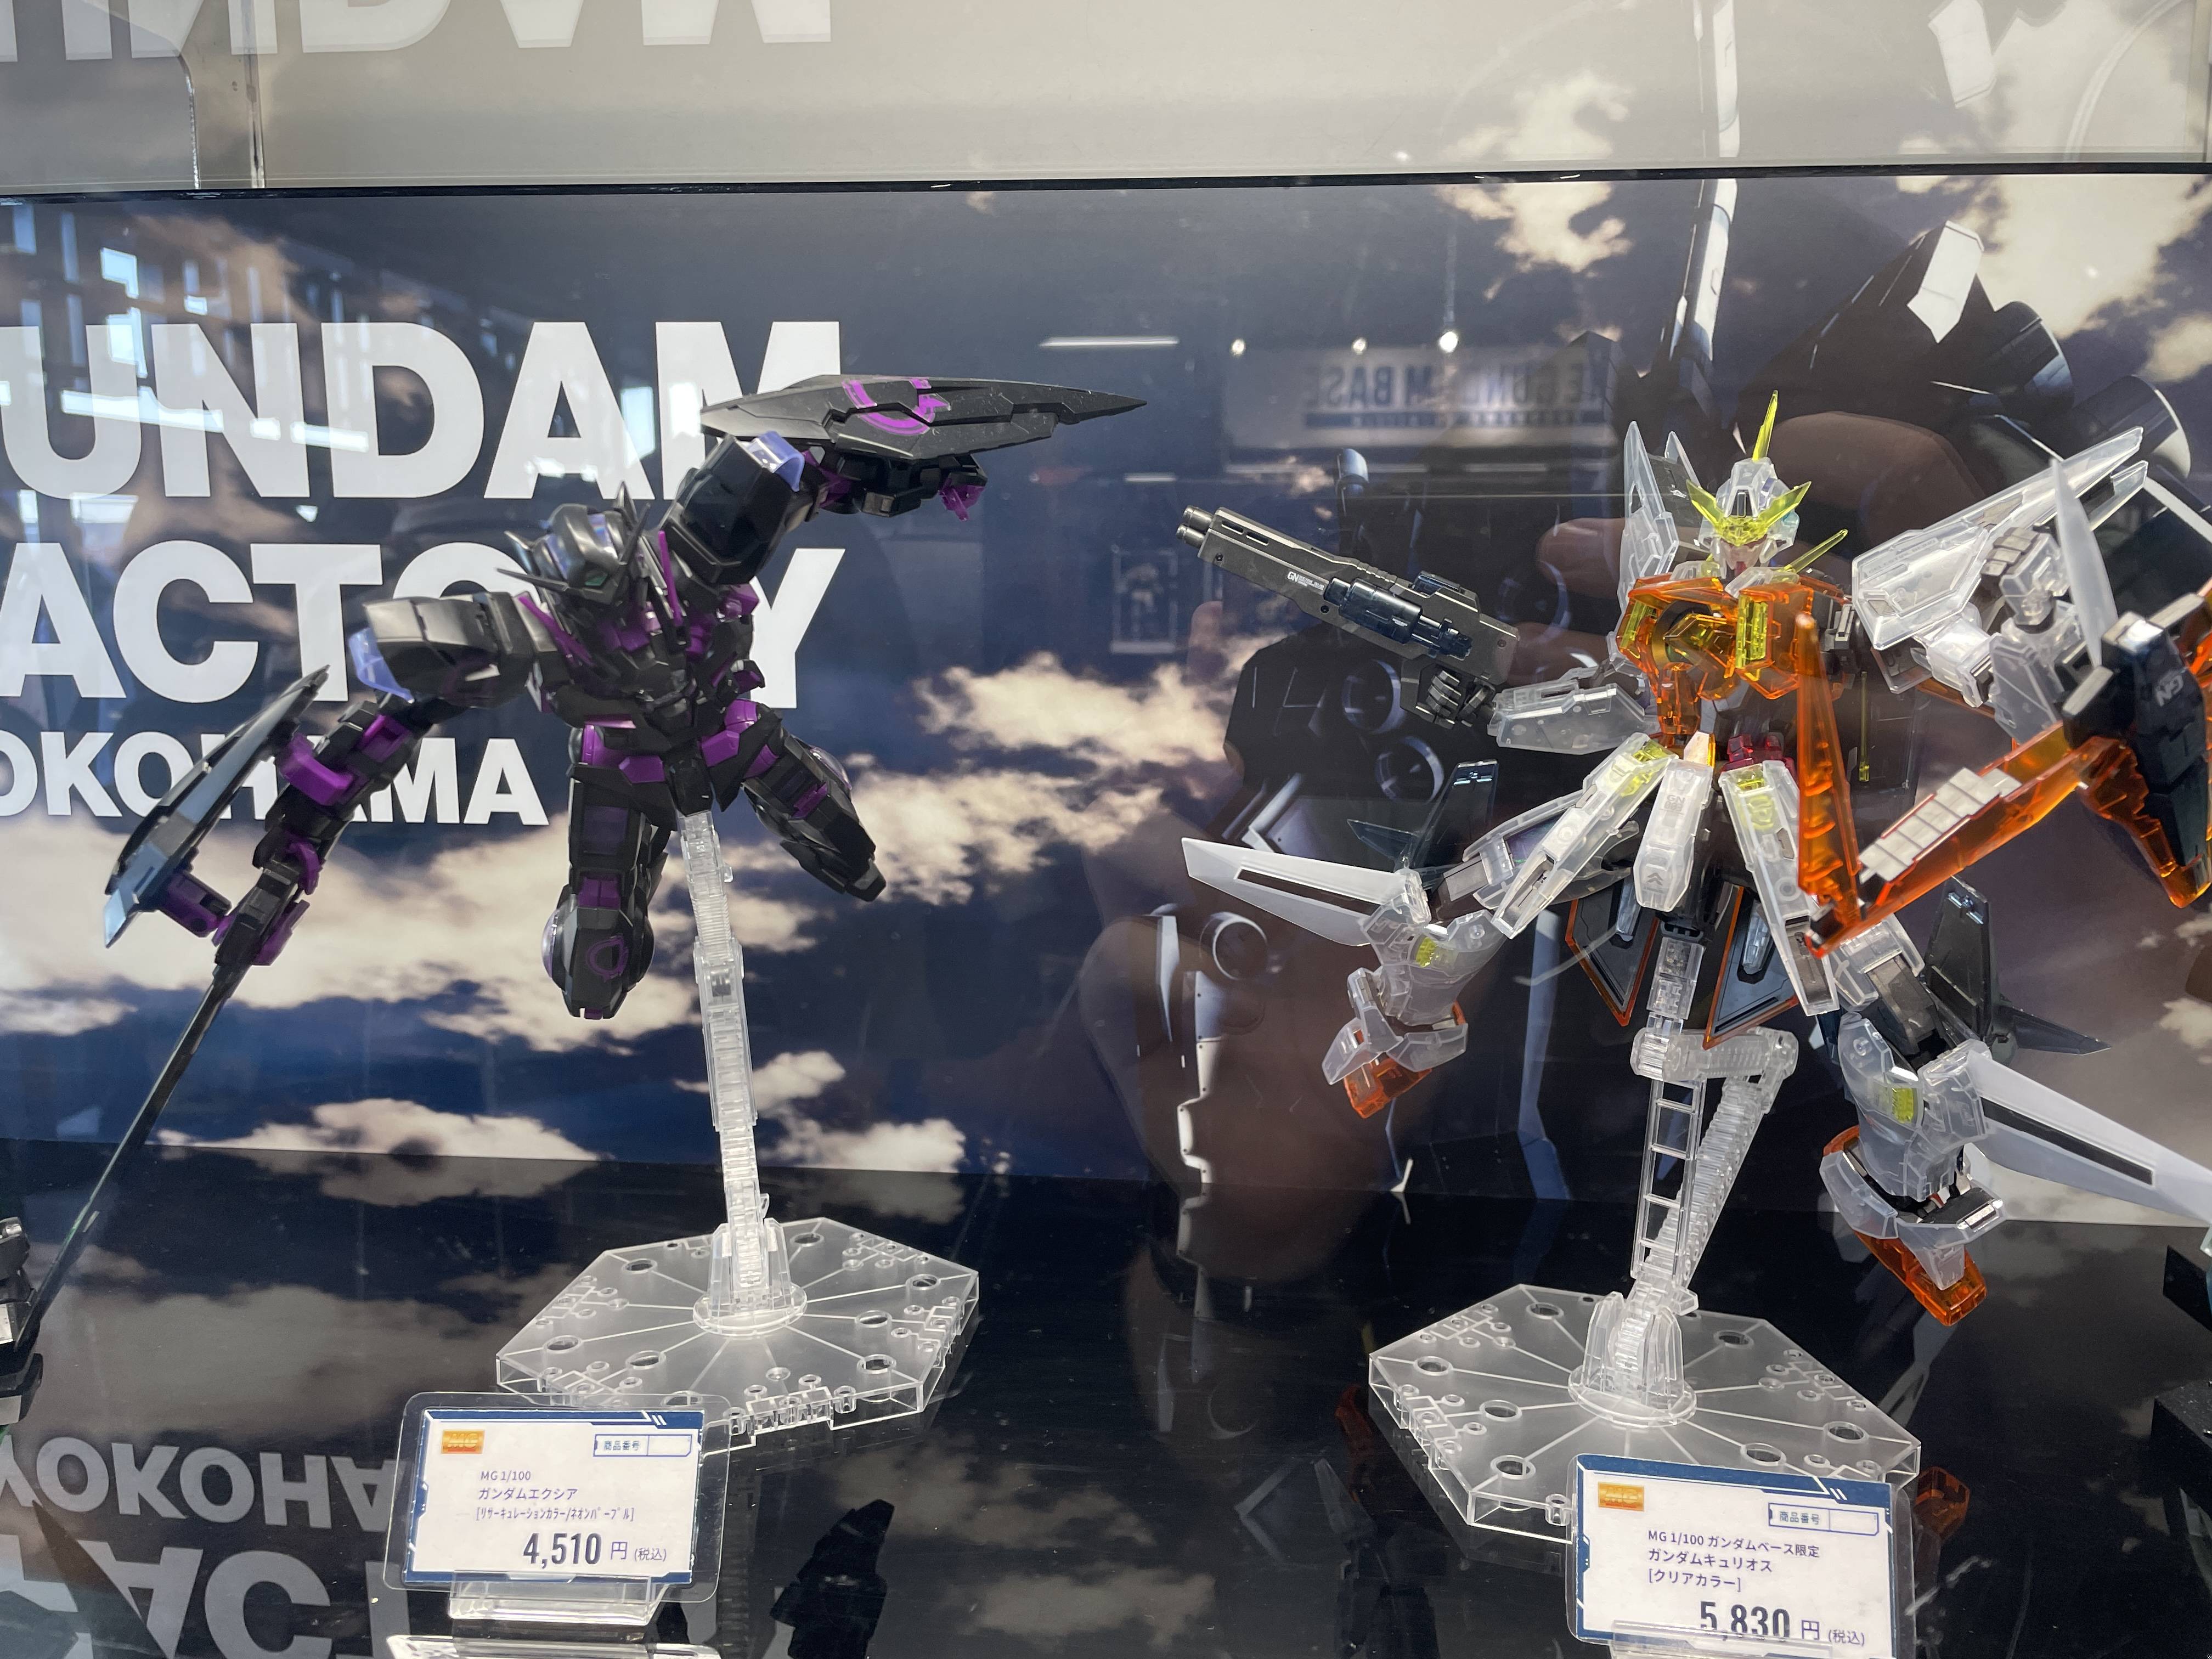 UNDAM
ACTORY
OKOHAMA
GN
GN
MG
商品番号
MG 1/100
ガンダムエクシア
[リサーキュレーションカラー/ネオンパープル]
4,510 円 (税込)
MG
商品番号
MG 1/100 ガンダムベース限定
ガンダムキュリオス
[クリアカラー]
5,830 円 (税込)